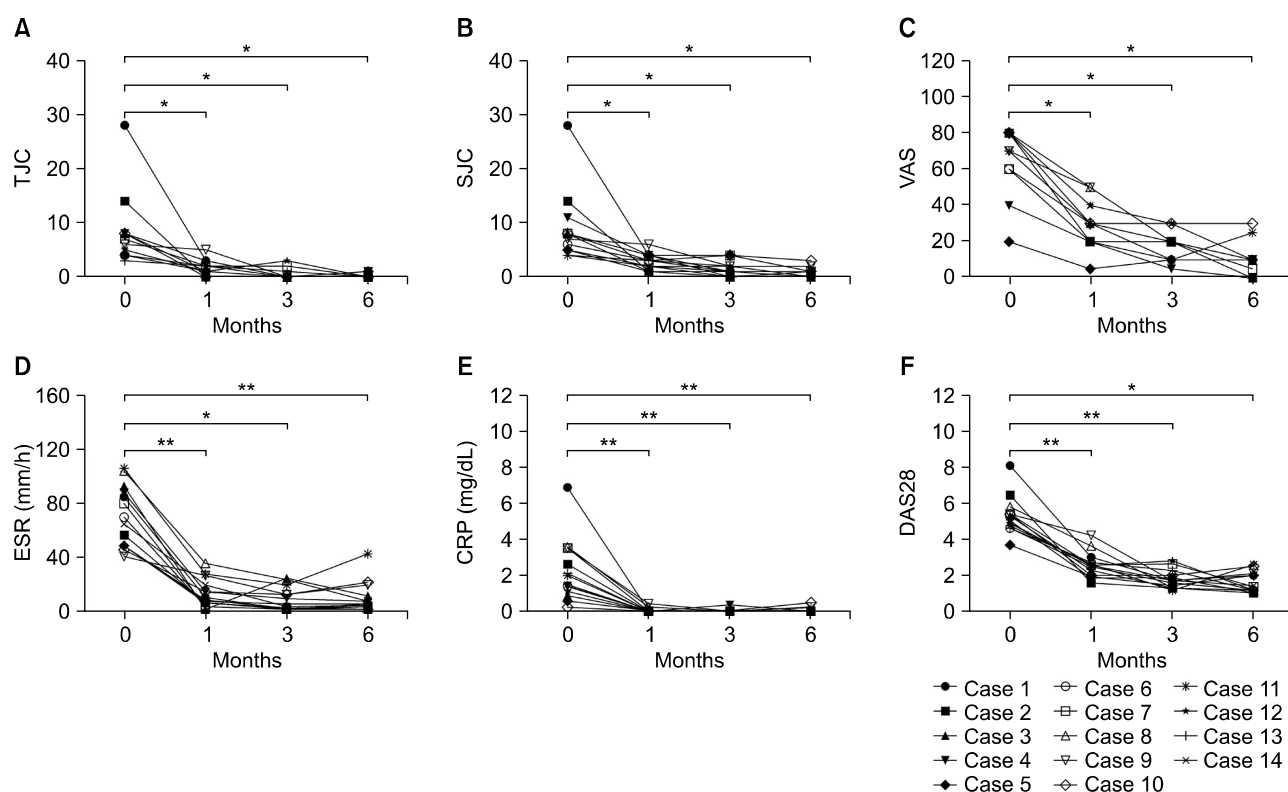 A
B
C
*
*
*
40
30
20
10
0
TJC
0 1 3 6
Months
*
*
*
40
30
20
10
0
SJC
0 1 3 6
Months
*
*
*
120
100
80
60
40
20
0
VAS
0 1 3 6
Months
D
E
F
**
*
**
160
120
80
40
0
ESR (mm/h)
0 1 3 6
Months
**
**
**
12
10
8
6
4
2
0
CRP (mg/dL)
0 1 3 6
Months
*
**
**
12
10
8
6
4
2
0
DAS28
0 1 3 6
Months
Case 1 Case 6 Case 11
Case 2 Case 7 Case 12
Case 3 Case 8 Case 13
Case 4 Case 9 Case 14
Case 5 Case 10